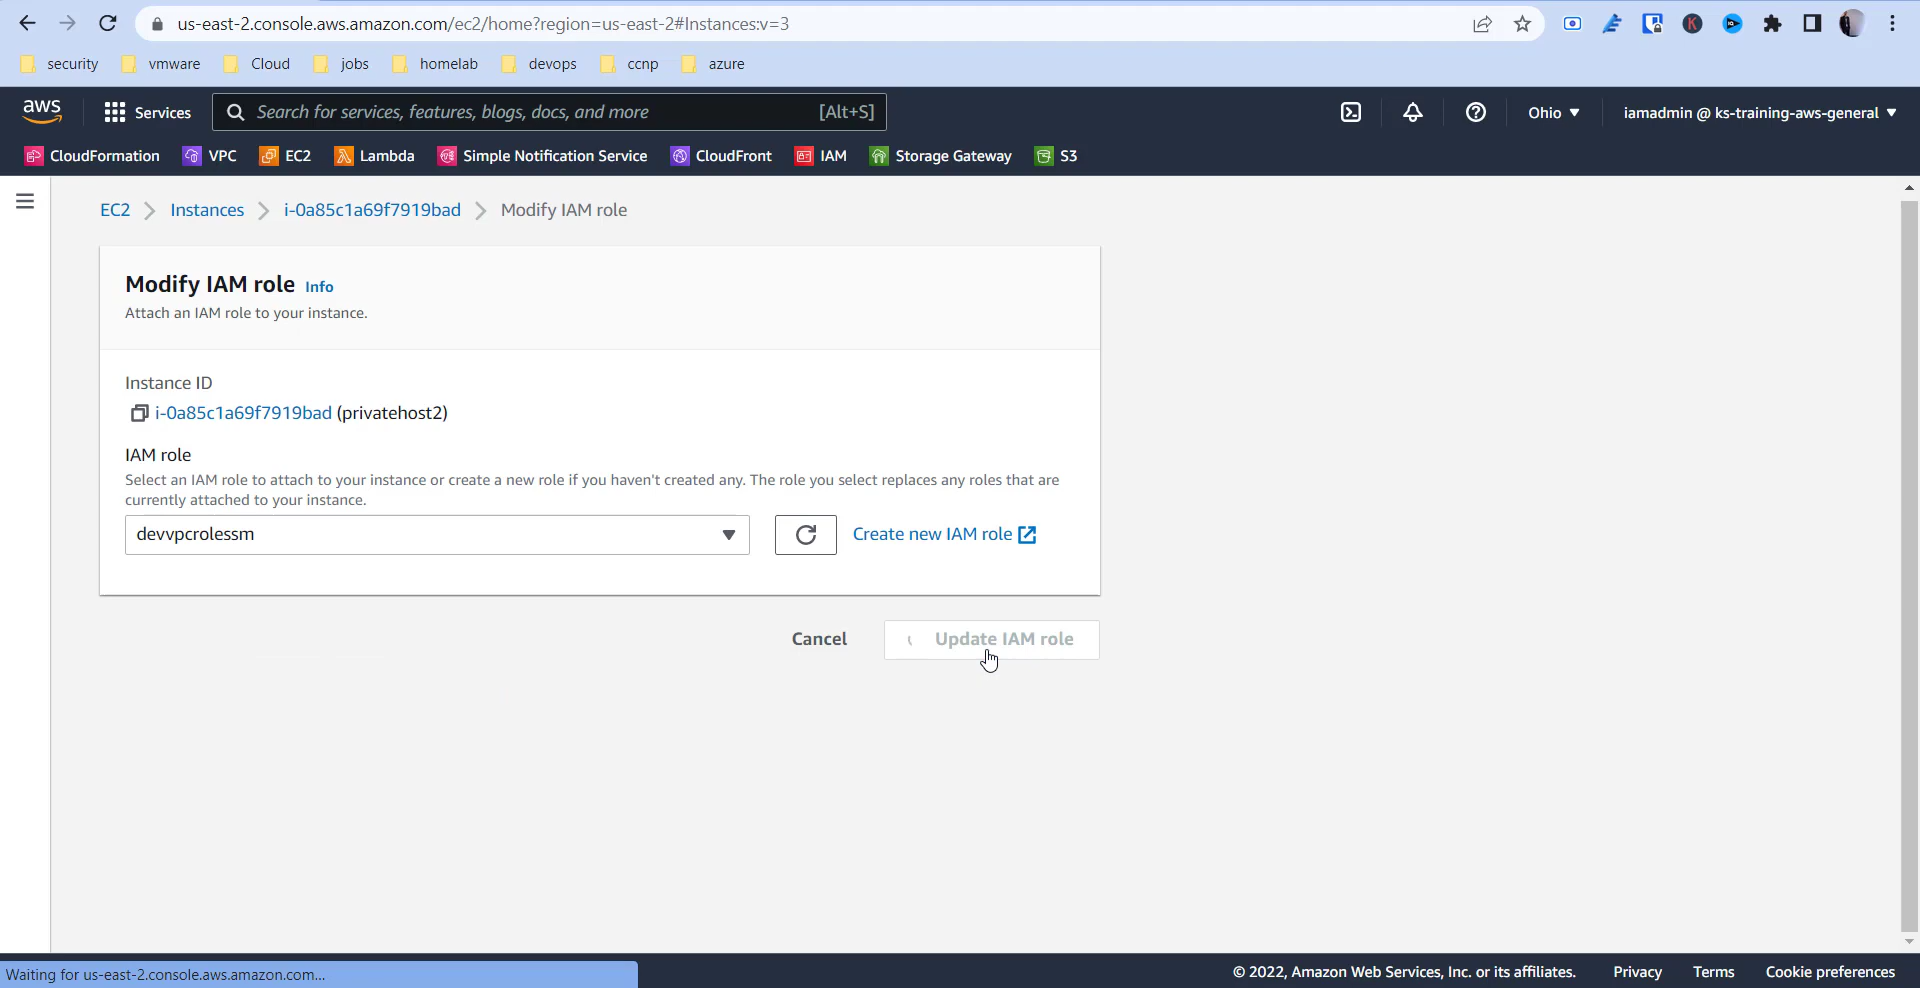 us-east-2.console.aws.amazon.com/ec2/home?region=us-east-2#Instances:v=3
security vmware Cloud jobs homelab devops ccnp azure
aws Services Search for services, features, blogs, docs, and more [Alt+S] Ohio iamadmin @ ks-training-aws-general
CloudFormation VPC EC2 Lambda Simple Notification Service CloudFront IAM Storage Gateway S3
EC2 Instances i-0a85c1a69f7919bad Modify IAM role
Modify IAM role Info
Attach an IAM role to your instance.
Instance ID
i-0a85c1a69f7919bad (privatehost2)
IAM role
Select an IAM role to attach to your instance or create a new role if you haven't created any. The role you select replaces any roles that are
currently attached to your instance.
devvpcrolessm Create new IAM role
Cancel Update IAM role
Waiting for us-east-2.console.aws.amazon.com...
© 2022, Amazon Web Services, Inc. or its affiliates. Privacy Terms Cookie preferences